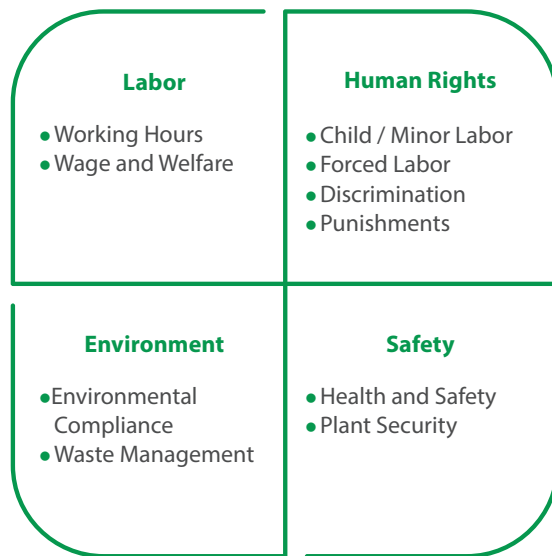 Labor
● Working Hours
● Wage and Welfare
Human Rights
● Child / Minor Labor
● Forced Labor
● Discrimination
● Punishments
Environment
● Environmental
Compliance
● Waste Management
Safety
● Health and Safety
● Plant Security